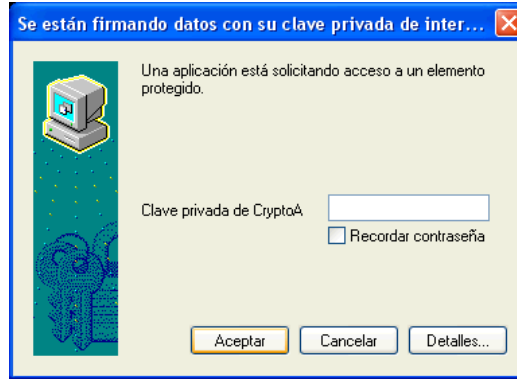 Se están firmando datos con su clave privada de inter...
Una aplicación está solicitando acceso a un elemento
protegido.
Clave privada de CryptoA
Recordar contraseña
Aceptar
Cancelar
Detalles...